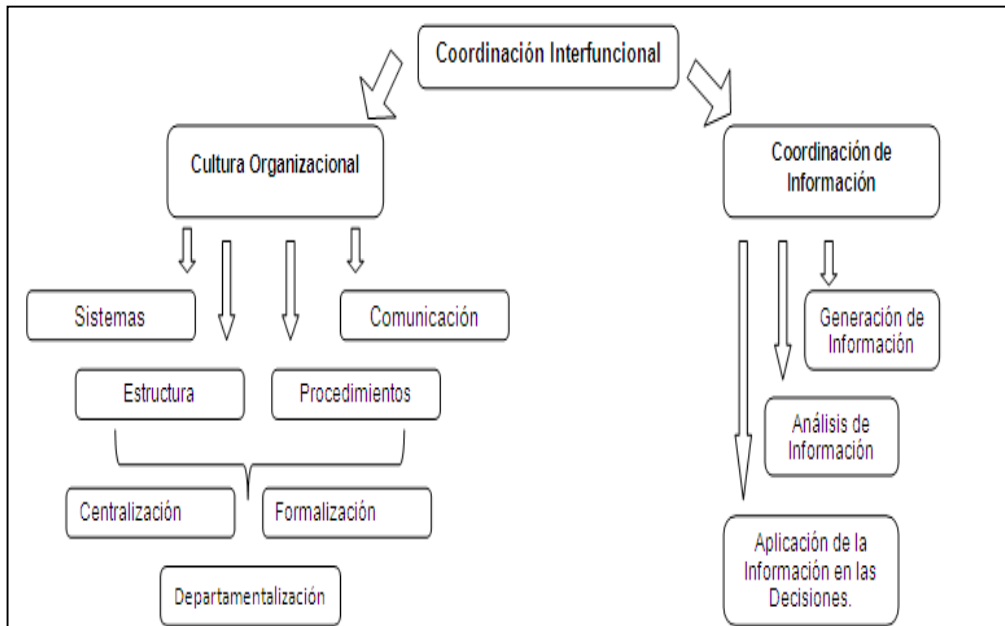 Coordinación Interfuncional
Cultura Organizacional
Coordinación de
Información
Sistemas
Comunicación
Generación de
Información
Estructura
Procedimientos
Análisis de
Información
Centralización
Formalización
Aplicación de la
Información en las
Decisiones.
Departamentalización